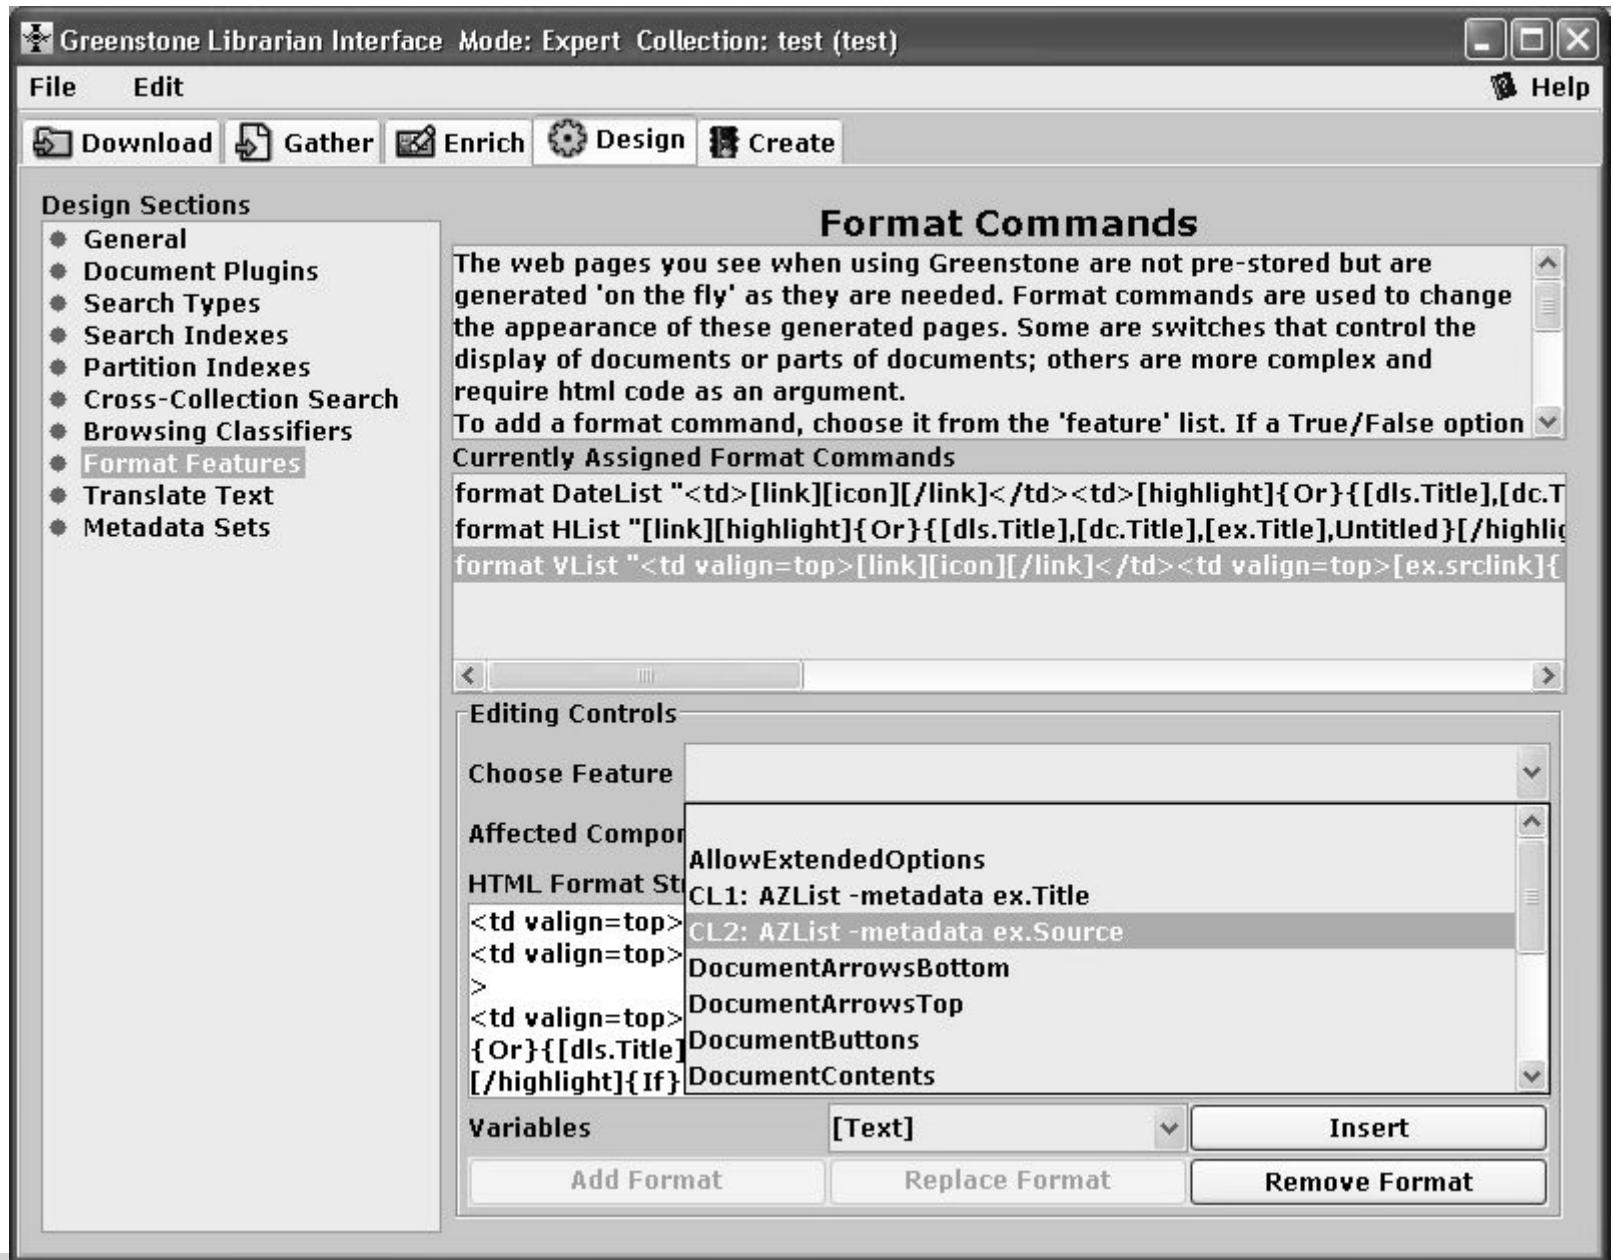 Greenstone Librarian Interface  Mode: Expert  Collection: test (test)
File Edit Help
Download Gather Enrich Design Create
Design Sections
General
Document Plugins
Search Types
Search Indexes
Partition Indexes
Cross-Collection Search
Browsing Classifiers
Format Features
Translate Text
Metadata Sets
Format Commands
The web pages you see when using Greenstone are not pre-stored but are
generated 'on the fly' as they are needed. Format commands are used to change
the appearance of these generated pages. Some are switches that control the
display of documents or parts of documents; others are more complex and
require html code as an argument.
To add a format command, choose it from the 'feature' list. If a True/False option
Currently Assigned Format Commands
format DateList "<td>[link][icon][/link]</td><td>[highlight]{Or}{[dls.Title],[dc.T
format HList "[link][highlight]{Or}{[dls.Title],[dc.Title],[ex.Title],Untitled}[/highlig
format VList "<td valign=top>[link][icon][/link]</td><td valign=top>[ex.srclink]{
Editing Controls
Choose Feature
Affected Compor
AllowExtendedOptions
CL1: AZList -metadata ex.Title
CL2: AZList -metadata ex.Source
DocumentArrowsBottom
DocumentArrowsTop
DocumentButtons
DocumentContents
HTML Format Str
<td valign=top>
<td valign=top>
>
<td valign=top>
{Or}{[dls.Title]
[/highlight]{If}
Variables [Text] Insert
Add Format Replace Format Remove Format